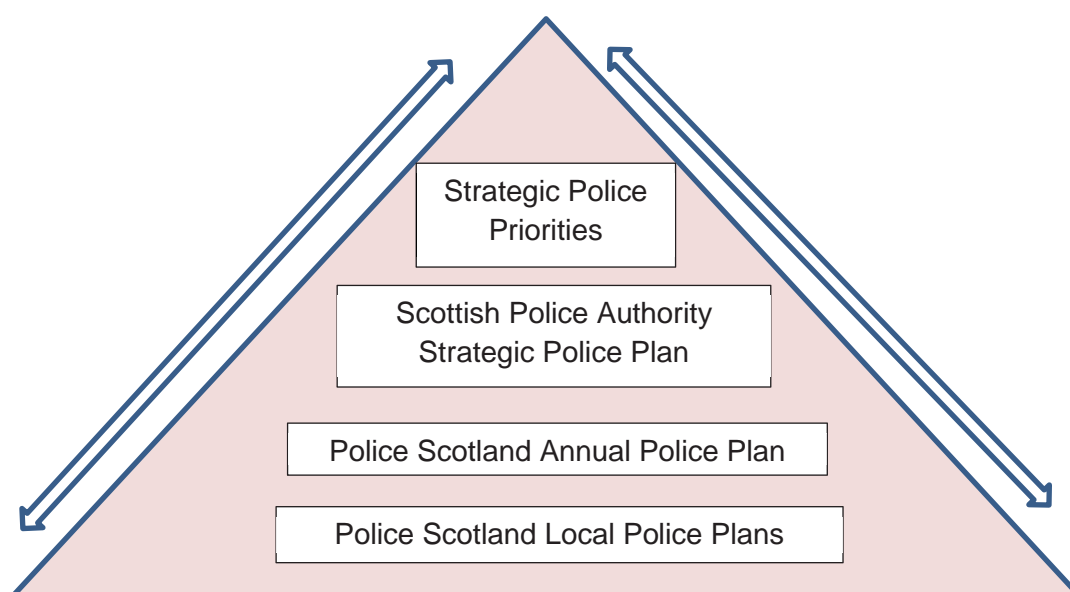 Strategic Police
Priorities
Scottish Police Authority
Strategic Police Plan
Police Scotland Annual Police Plan
Police Scotland Local Police Plans